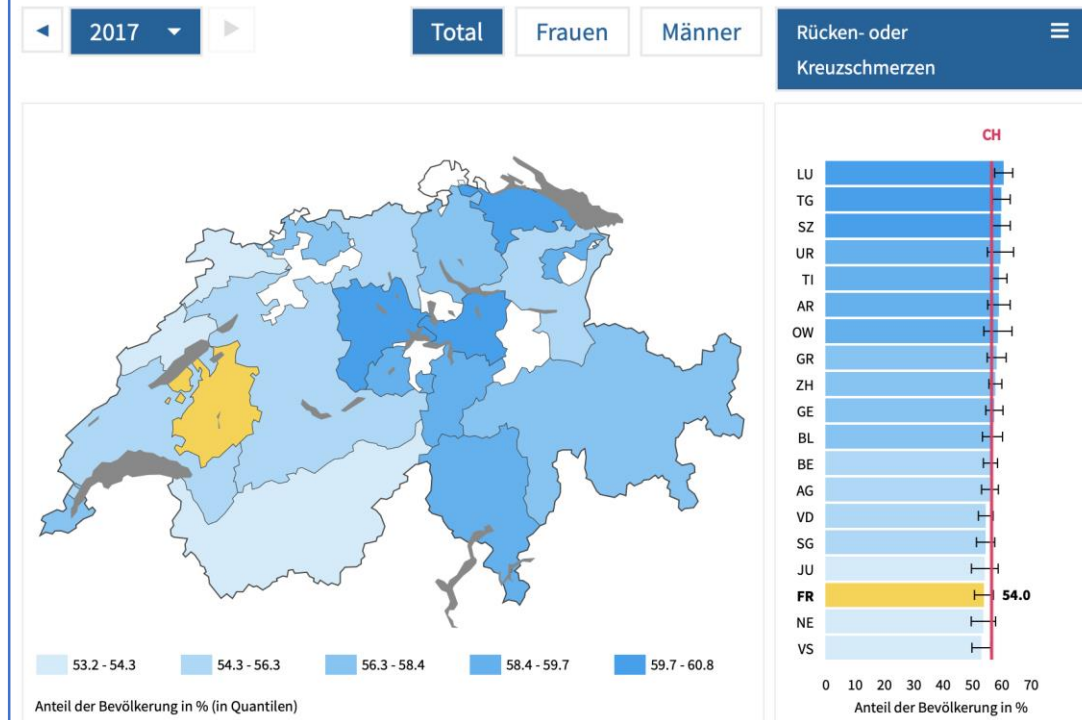 2017
Total
Frauen
Männer
Rücken- oder
Kreuzschmerzen
CH
LU
TG
SZ
UR
TI
AR
OW
GR
ZH
GE
BL
BE
AG
VD
SG
JU
FR 54.0
NE
VS
0 10 20 30 40 50 60 70
Anteil der Bevölkerung in %
53.2 - 54.3
54.3 - 56.3
56.3 - 58.4
58.4 - 59.7
59.7 - 60.8
Anteil der Bevölkerung in % (in Quantilen)